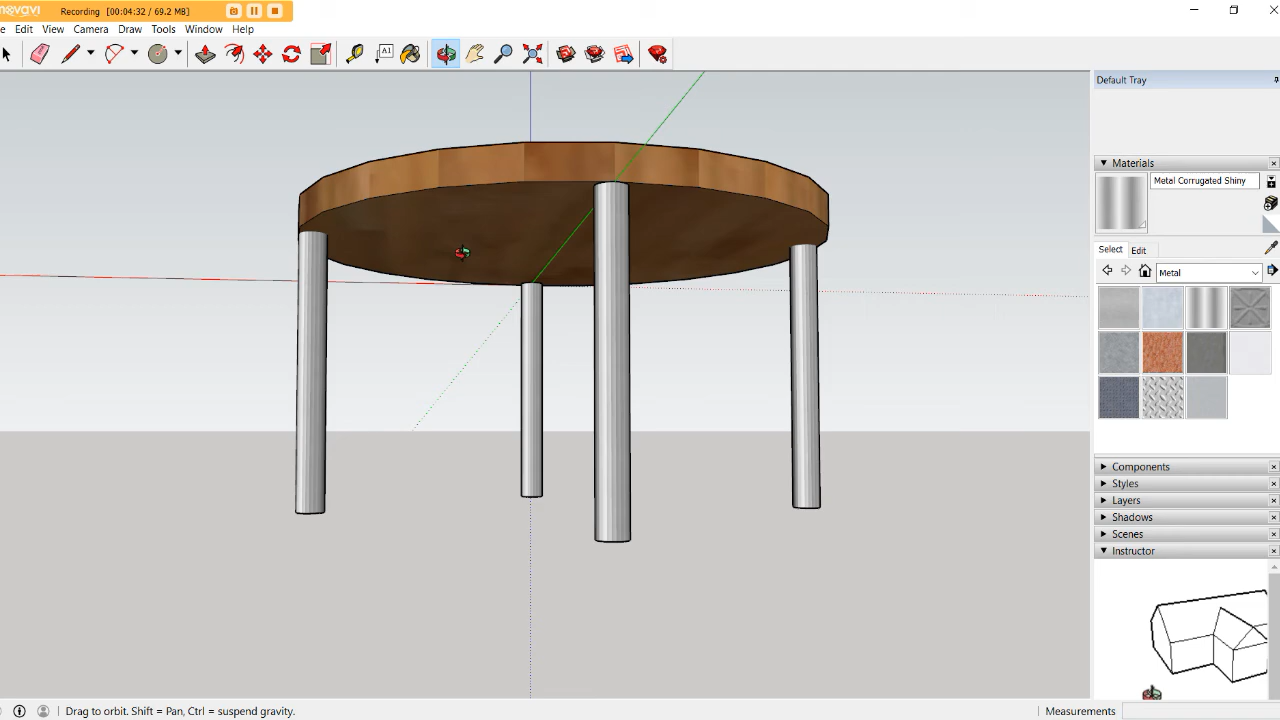 movavi Recording [00:04:32 / 69.2 MB]
Edit View Camera Draw Tools Window Help
A1
Default Tray
Materials
Metal Corrugated Shiny
Select Edit
Metal
Components
Styles
Layers
Shadows
Scenes
Instructor
Drag to orbit. Shift = Pan, Ctrl = suspend gravity.
Measurements